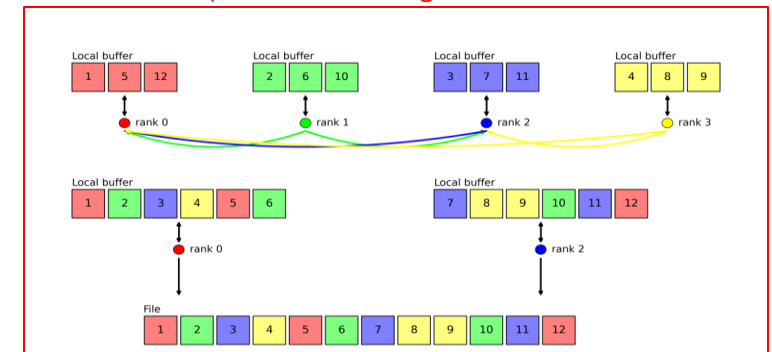 Local buffer Local buffer Local buffer Local buffer
1 5 12 2 6 10 3 7 11 4 8 9
rank 0 rank 1 rank 2 rank 3
Local buffer Local buffer
1 2 3 4 5 6 7 8 9 10 11 12
rank 0 rank 2
File
1 2 3 4 5 6 7 8 9 10 11 12